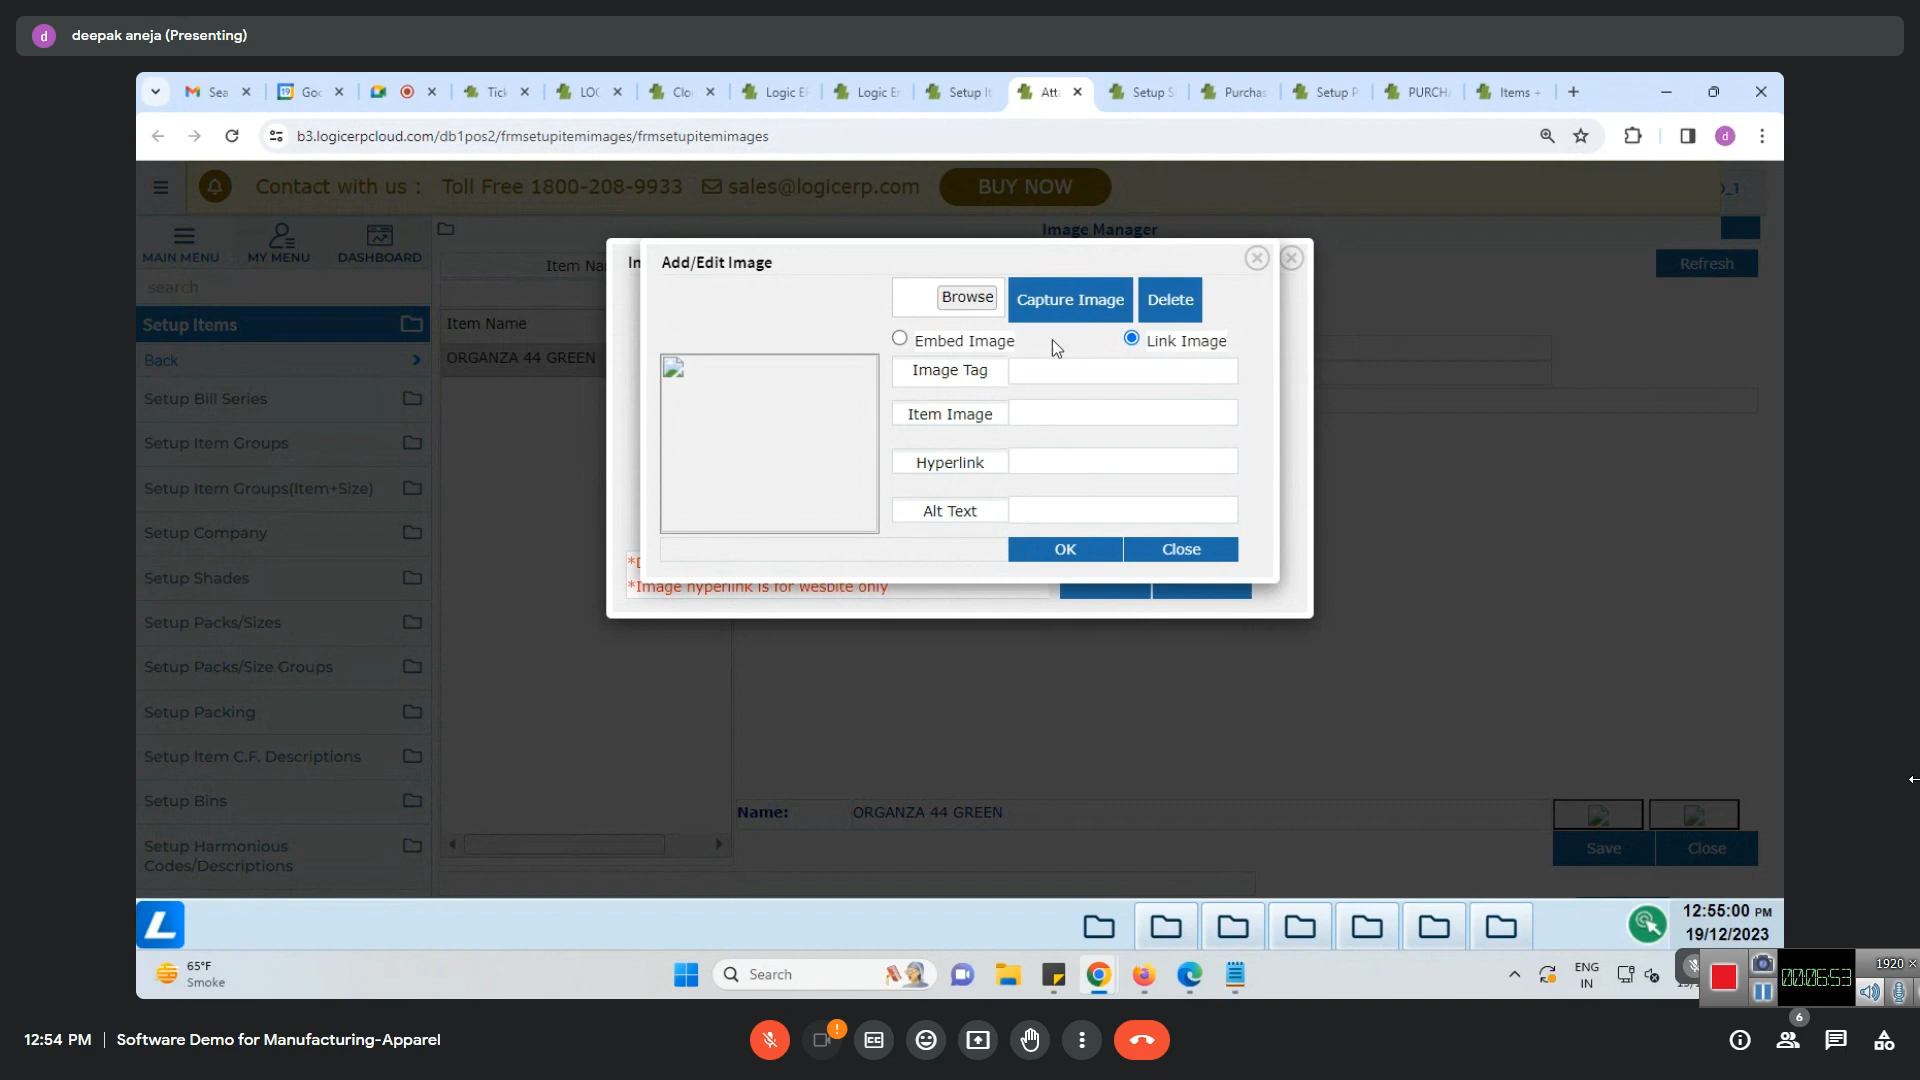 d deepak aneja (Presenting)
Sea
Goo
Tick
LOG
Clou
Logic E
Logic Er
Setup It
Att
Setup S
Purchas
Setup P
PURCH
Items +
b3.logicerpcloud.com/db1pos2/frmsetupitemimages/frmsetupitemimages
d
Contact with us : Toll Free 1800-208-9933 sales@logicerp.com BUY NOW
MAIN MENU MY MENU DASHBOARD
Image Manager
search
Item Na
Refresh
Setup Items
Item Name
Back
ORGANZA 44 GREEN
Setup Bill Series
Setup Item Groups
Setup Item Groups(Item+Size)
Setup Company
Setup Shades
Setup Packs/Sizes
Setup Packs/Size Groups
Setup Packing
Setup Item C.F. Descriptions
Setup Bins
Setup Harmonious
Codes/Descriptions
Add/Edit Image
Browse Capture Image Delete
Embed Image Link Image
Image Tag
Item Image
Hyperlink
Alt Text
OK Close
*Image hyperlink is for wesbite only
Name: ORGANZA 44 GREEN
Save Close
12:55:00 PM
19/12/2023
65°F
Smoke
Search
ENG
IN
00:06:53
1920 ×
6
12:54 PM | Software Demo for Manufacturing-Apparel